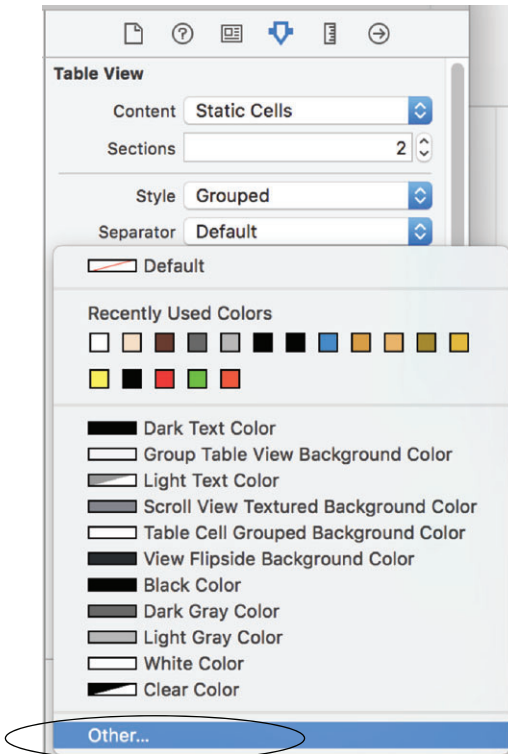 Table View
Content Static Cells
Sections 2
Style Grouped
Separator Default
Default
Recently Used Colors
Dark Text Color
Group Table View Background Color
Light Text Color
Scroll View Textured Background Color
Table Cell Grouped Background Color
View Flipside Background Color
Black Color
Dark Gray Color
Light Gray Color
White Color
Clear Color
Other...